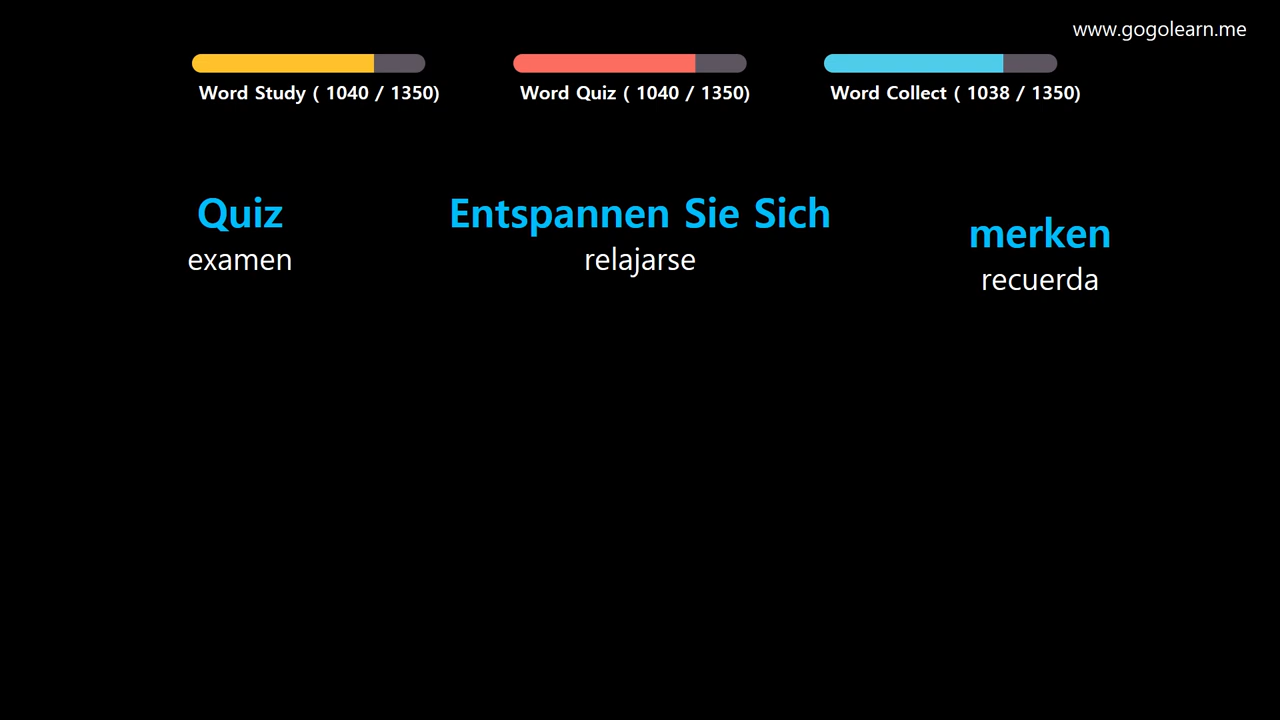 www.gogolearn.me
Word Study ( 1040 / 1350)
Word Quiz ( 1040 / 1350)
Word Collect ( 1038 / 1350)
Quiz
examen
Entspannen Sie Sich
relajarse
merken
recuerda